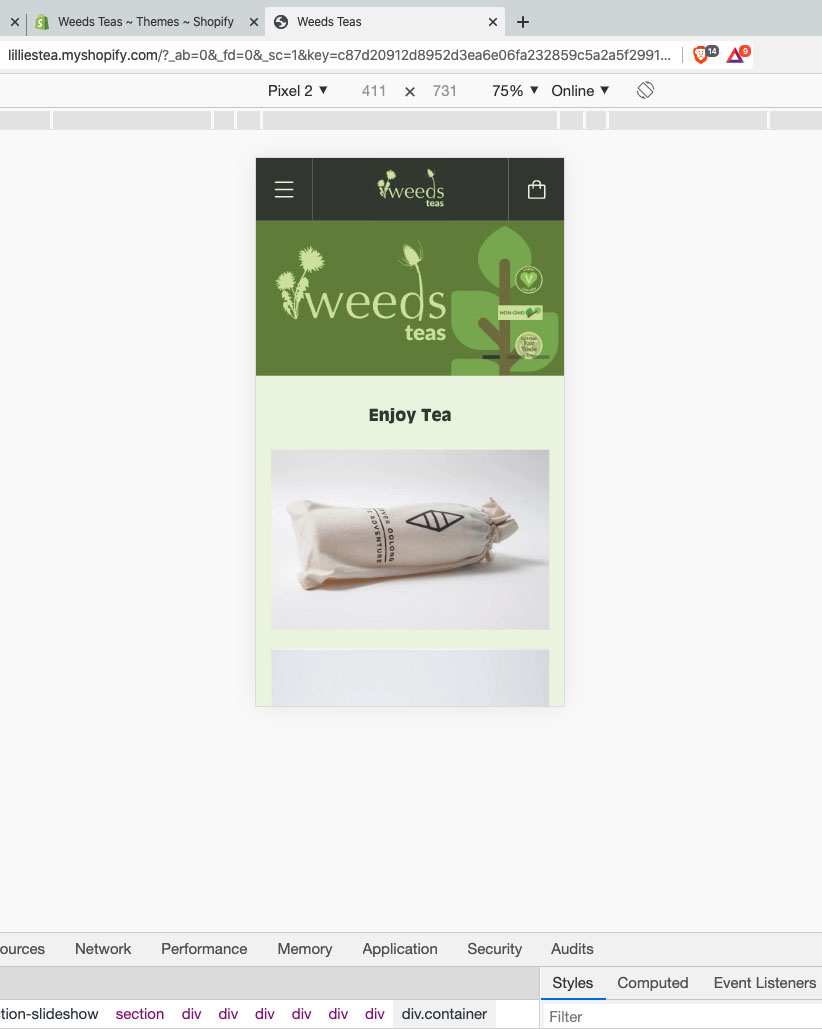 Weeds Teas ~ Themes ~ Shopify
Weeds Teas
lilliestea.myshopify.com/?_ab=0&_fd=0&_sc=1&key=c87d20912d8952d3ea6e06fa232859c5a2a5f2991...
14
9
Pixel 2 411 × 731 75% Online
weeds
teas
weeds
teas
V
NON-GMO
Fair
Trade
Enjoy Tea
OVER OOLONG
ADVENTURE
ources Network Performance Memory Application Security Audits
Styles Computed Event Listeners
tion-slideshow section div div div div div div div.container
Filter